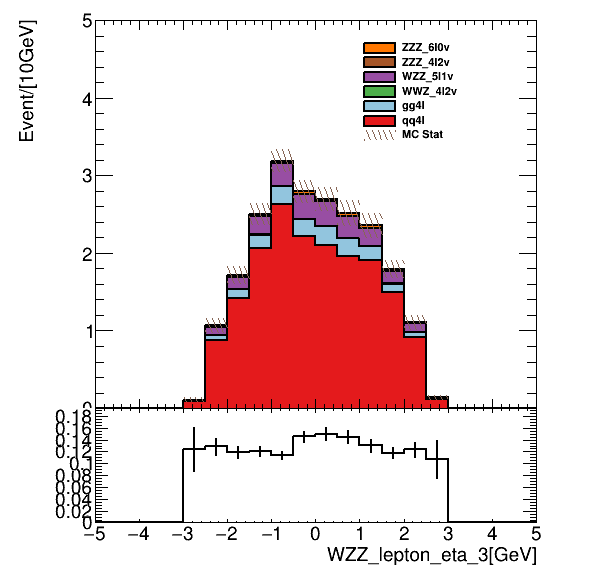 Event/[10GeV]
5
4
3
2
1
0
ZZZ_6l0v
ZZZ_4l2v
WZZ_5l1v
WWZ_4l2v
gg4l
qq4l
MC Stat
0.18
0.16
0.14
0.12
0.1
0.08
0.06
0.04
0.02
0
−5 −4 −3 −2 −1 0 1 2 3 4 5
WZZ_lepton_eta_3[GeV]